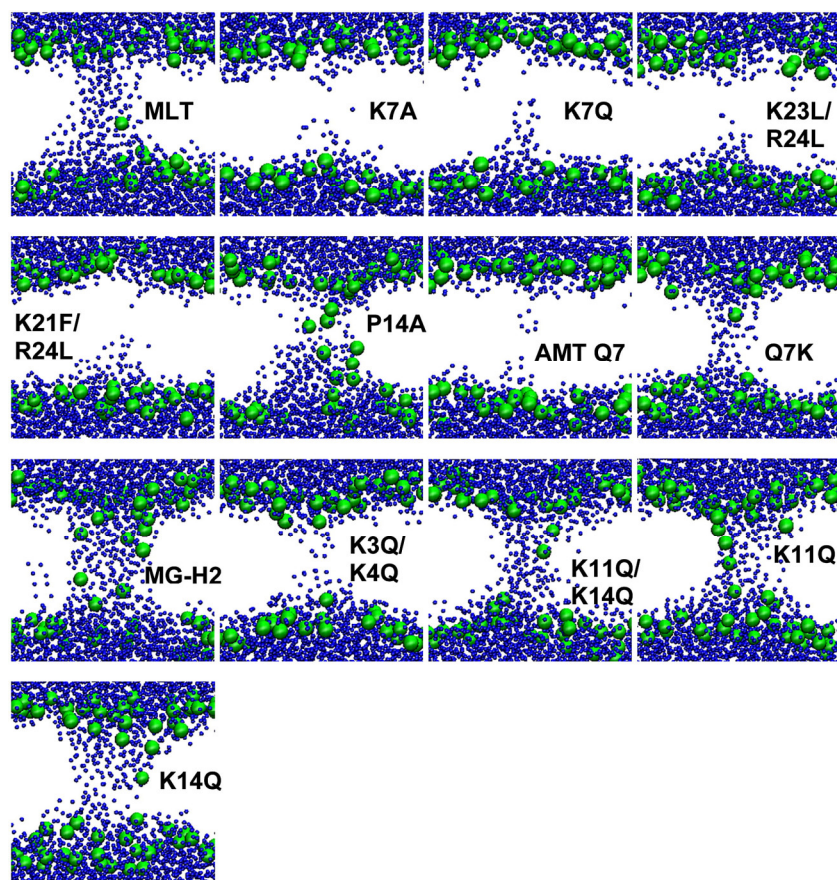 MLT
K7A
K7Q
K23L/
R24L
K21F/
R24L
P14A
AMT Q7
Q7K
MG-H2
K3Q/
K4Q
K11Q/
K14Q
K11Q
K14Q